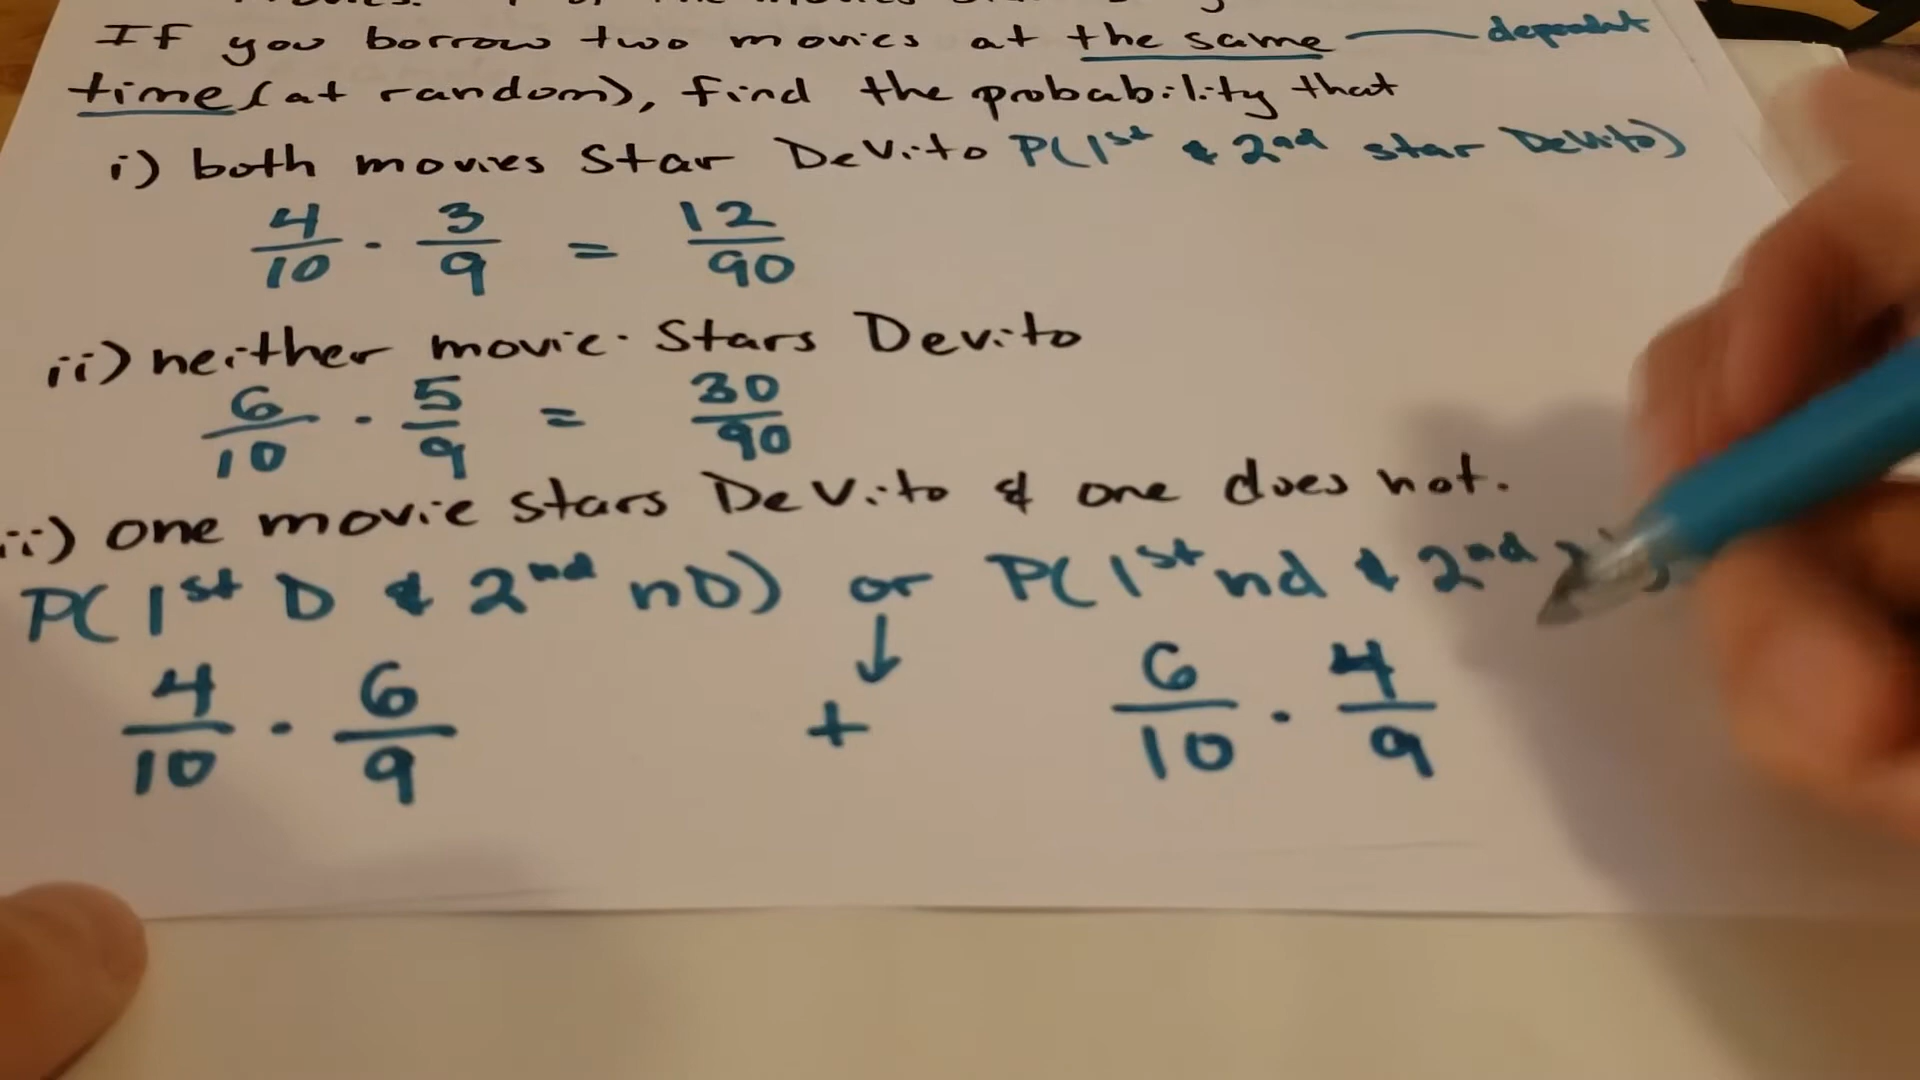 If you borrow two movies at the same dependent
time (at random), find the probability that
i) both movies star DeVito P(1st & 2nd star DeVito)
4/10 · 3/9 = 12/90
ii) neither movie stars Devito
6/10 · 5/9 = 30/90
ii) one movie stars DeVito & one does not.
P(1st D & 2nd nD) or P(1st nd & 2nd
↓
4/10 · 6/9 + 6/10 · 4/9